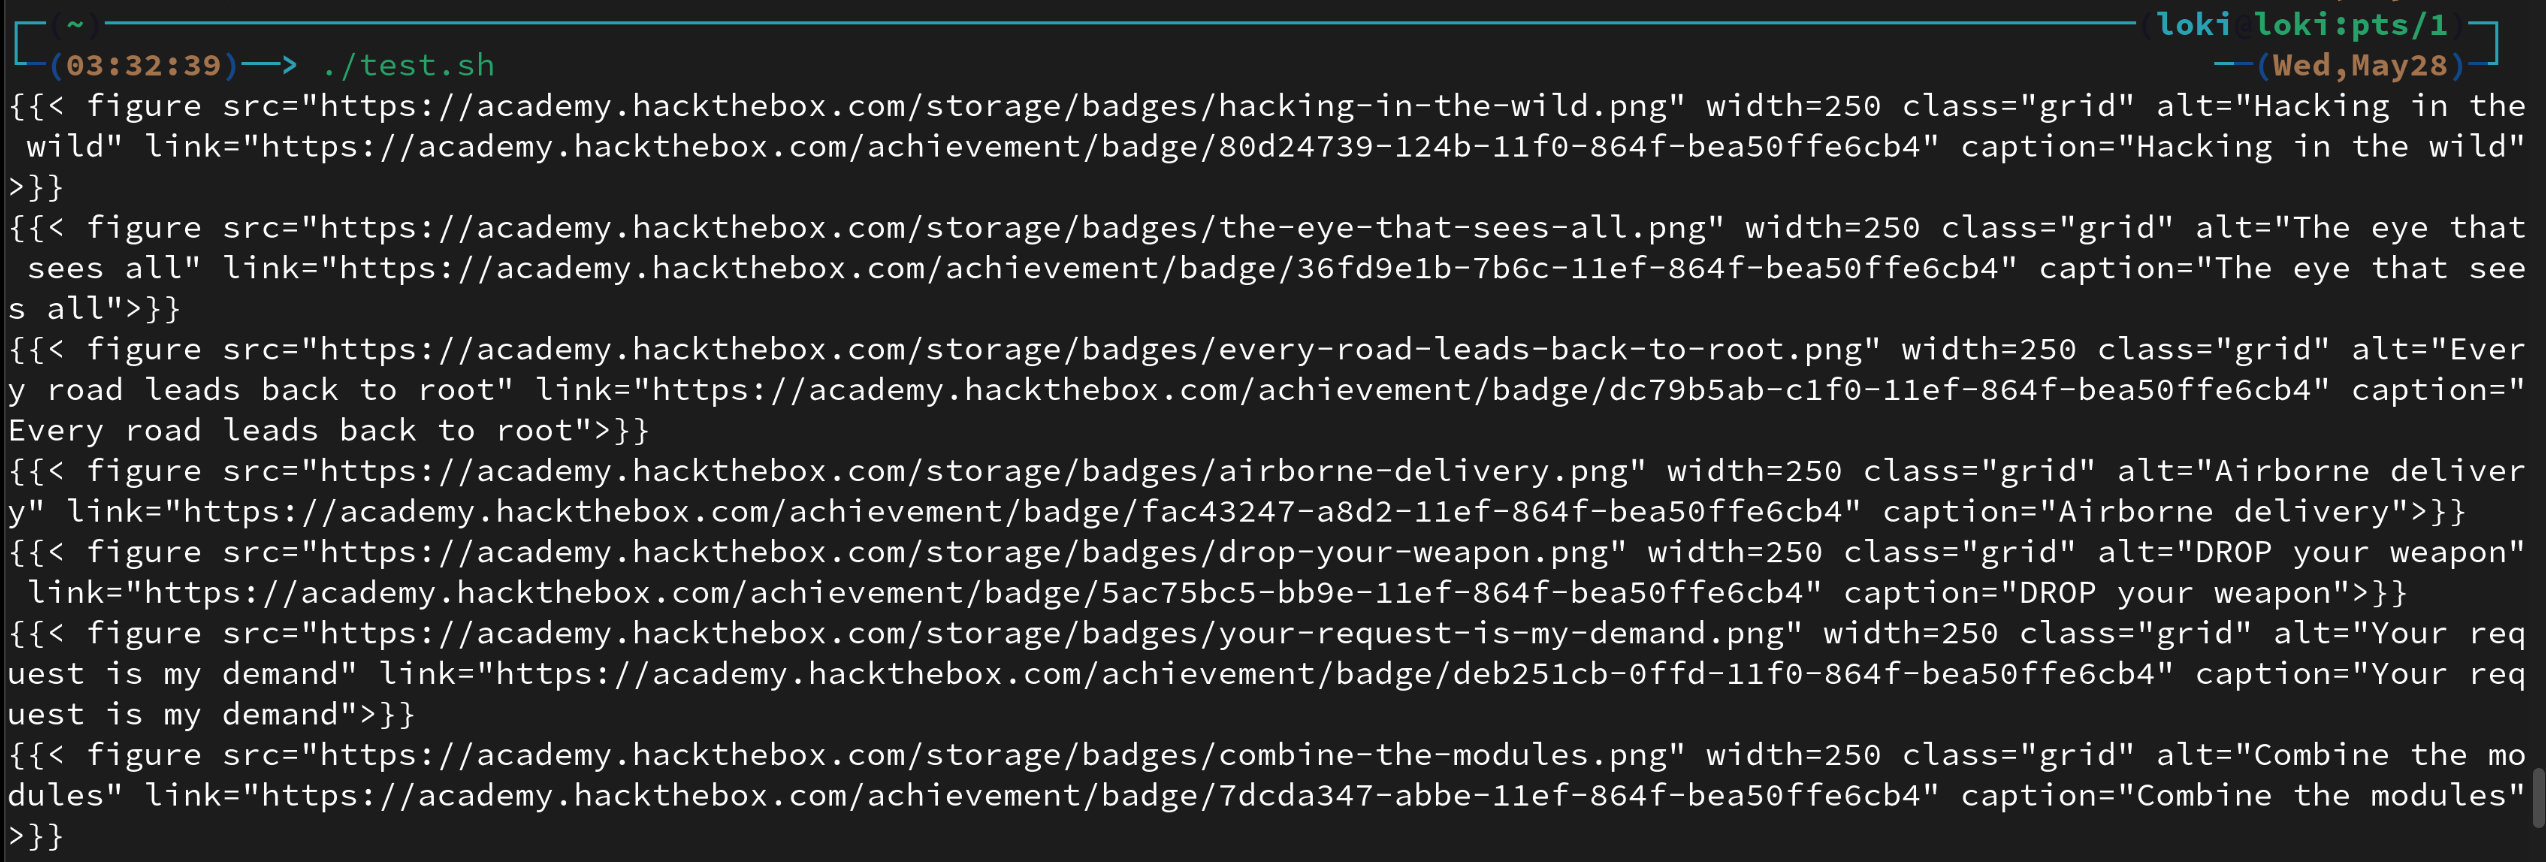 (~) (loki@loki:pts/1)
(03:32:39)──> ./test.sh ──(Wed,May28)
{{< figure src="https://academy.hackthebox.com/storage/badges/hacking-in-the-wild.png" width=250 class="grid" alt="Hacking in the
 wild" link="https://academy.hackthebox.com/achievement/badge/80d24739-124b-11f0-864f-bea50ffe6cb4" caption="Hacking in the wild"
>}}
{{< figure src="https://academy.hackthebox.com/storage/badges/the-eye-that-sees-all.png" width=250 class="grid" alt="The eye that
 sees all" link="https://academy.hackthebox.com/achievement/badge/36fd9e1b-7b6c-11ef-864f-bea50ffe6cb4" caption="The eye that see
s all">}}
{{< figure src="https://academy.hackthebox.com/storage/badges/every-road-leads-back-to-root.png" width=250 class="grid" alt="Ever
y road leads back to root" link="https://academy.hackthebox.com/achievement/badge/dc79b5ab-c1f0-11ef-864f-bea50ffe6cb4" caption="
Every road leads back to root">}}
{{< figure src="https://academy.hackthebox.com/storage/badges/airborne-delivery.png" width=250 class="grid" alt="Airborne deliver
y" link="https://academy.hackthebox.com/achievement/badge/fac43247-a8d2-11ef-864f-bea50ffe6cb4" caption="Airborne delivery">}}
{{< figure src="https://academy.hackthebox.com/storage/badges/drop-your-weapon.png" width=250 class="grid" alt="DROP your weapon"
 link="https://academy.hackthebox.com/achievement/badge/5ac75bc5-bb9e-11ef-864f-bea50ffe6cb4" caption="DROP your weapon">}}
{{< figure src="https://academy.hackthebox.com/storage/badges/your-request-is-my-demand.png" width=250 class="grid" alt="Your req
uest is my demand" link="https://academy.hackthebox.com/achievement/badge/deb251cb-0ffd-11f0-864f-bea50ffe6cb4" caption="Your req
uest is my demand">}}
{{< figure src="https://academy.hackthebox.com/storage/badges/combine-the-modules.png" width=250 class="grid" alt="Combine the mo
dules" link="https://academy.hackthebox.com/achievement/badge/7dcda347-abbe-11ef-864f-bea50ffe6cb4" caption="Combine the modules"
>}}